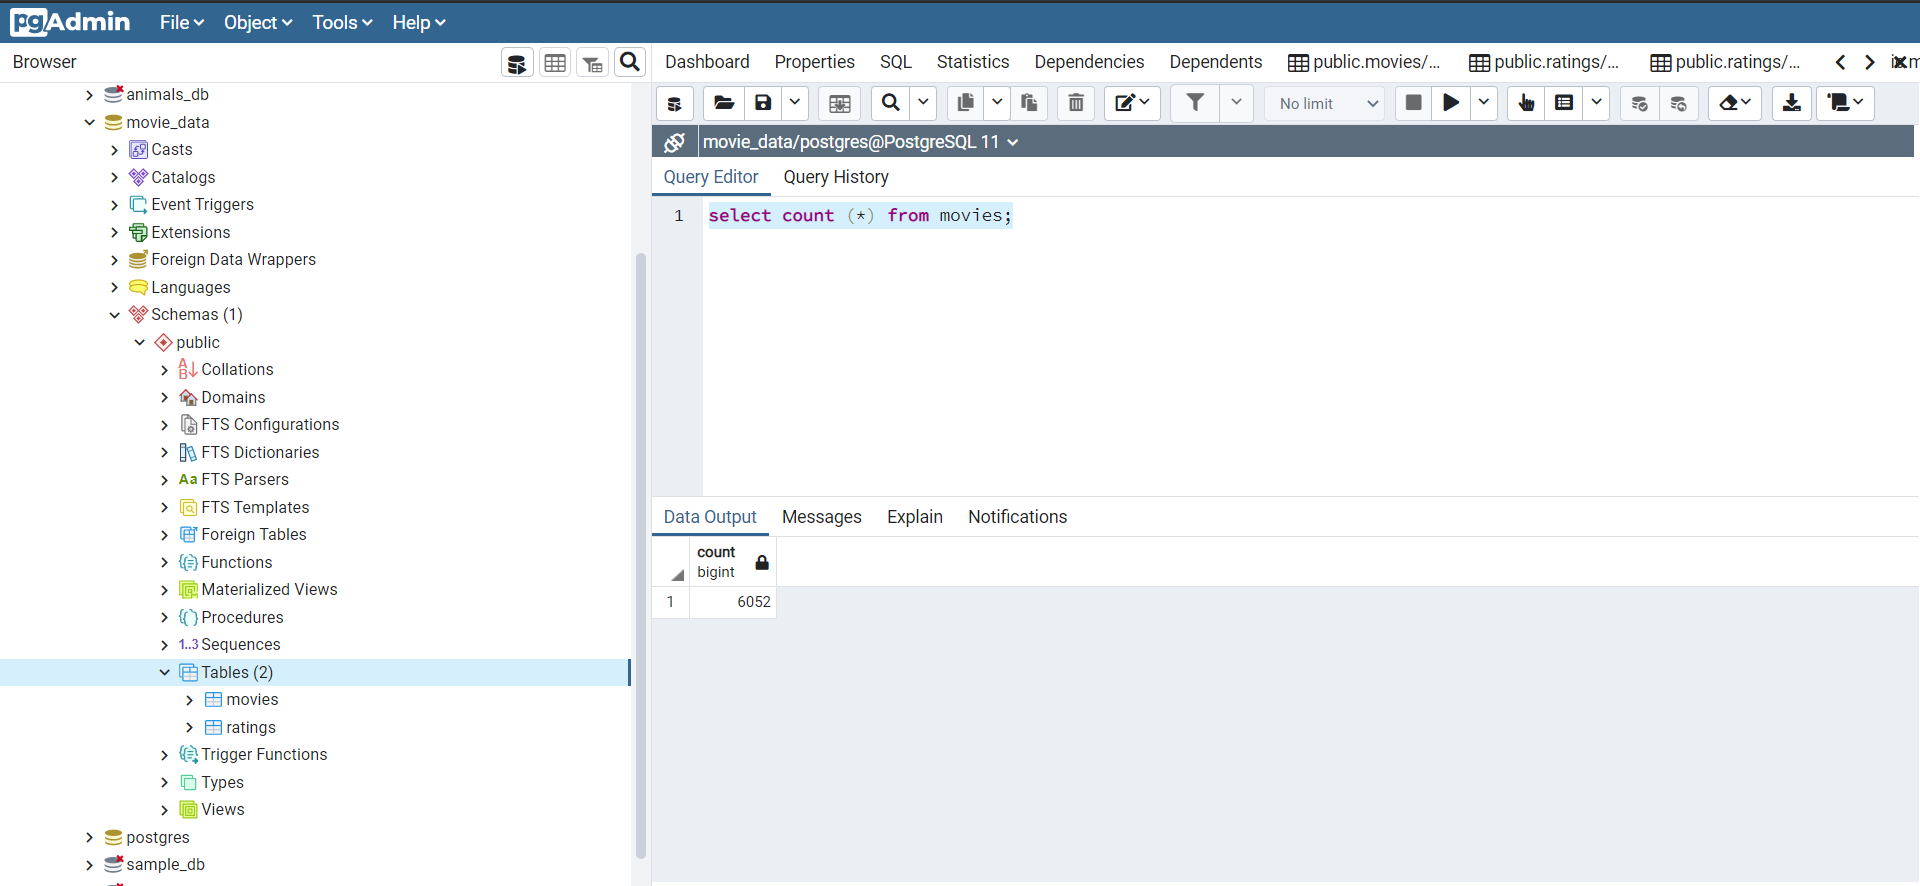 pgAdmin File Object Tools Help
Browser
Dashboard Properties SQL Statistics Dependencies Dependents public.movies/... public.ratings/... public.ratings/...
animals_db
movie_data
Casts
Catalogs
Event Triggers
Extensions
Foreign Data Wrappers
Languages
Schemas (1)
public
Collations
Domains
FTS Configurations
FTS Dictionaries
Aa FTS Parsers
FTS Templates
Foreign Tables
Functions
Materialized Views
Procedures
1..3 Sequences
Tables (2)
movies
ratings
Trigger Functions
Types
Views
postgres
sample_db
No limit
movie_data/postgres@PostgreSQL 11
Query Editor Query History
1 select count (*) from movies;
Data Output Messages Explain Notifications
count
bigint
1 6052